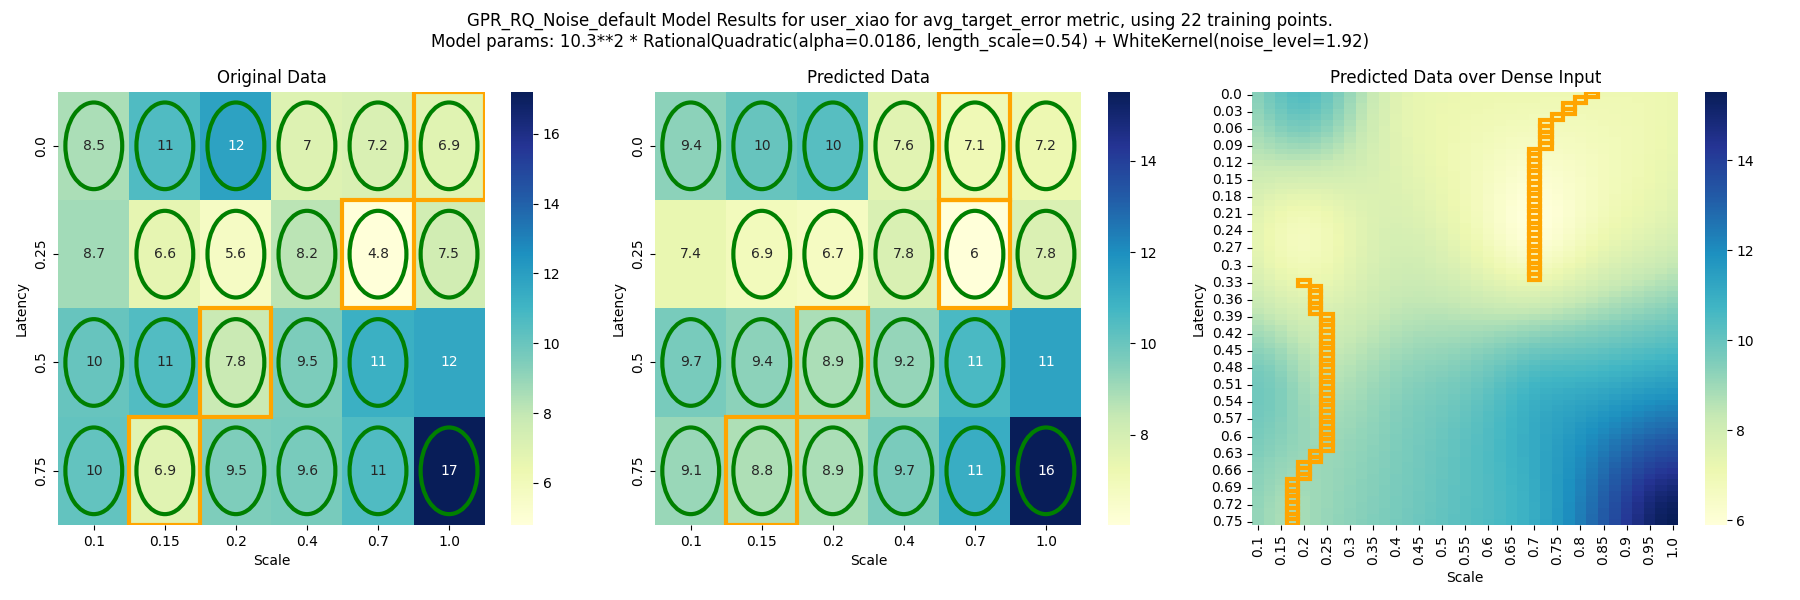 GPR_RQ_Noise_default Model Results for user_xiao for avg_target_error metric, using 22 training points.
Model params: 10.3**2 * RationalQuadratic(alpha=0.0186, length_scale=0.54) + WhiteKernel(noise_level=1.92)
Original Data
8.5 11 12 7 7.2 6.9
8.7 6.6 5.6 8.2 4.8 7.5
10 11 7.8 9.5 11 12
10 6.9 9.5 9.6 11 17
0.0
0.25
0.5
0.75
Latency
0.1 0.15 0.2 0.4 0.7 1.0
Scale
16
14
12
10
8
6
Predicted Data
9.4 10 10 7.6 7.1 7.2
7.4 6.9 6.7 7.8 6 7.8
9.7 9.4 8.9 9.2 11 11
9.1 8.8 8.9 9.7 11 16
0.0
0.25
0.5
0.75
Latency
0.1 0.15 0.2 0.4 0.7 1.0
Scale
14
12
10
8
Predicted Data over Dense Input
0.0
0.03
0.06
0.09
0.12
0.15
0.18
0.21
0.24
0.27
0.3
0.33
0.36
0.39
0.42
0.45
0.48
0.51
0.54
0.57
0.6
0.63
0.66
0.69
0.72
0.75
Latency
0.1 0.15 0.2 0.25 0.3 0.35 0.4 0.45 0.5 0.55 0.6 0.65 0.7 0.75 0.8 0.85 0.9 0.95 1.0
Scale
14
12
10
8
6